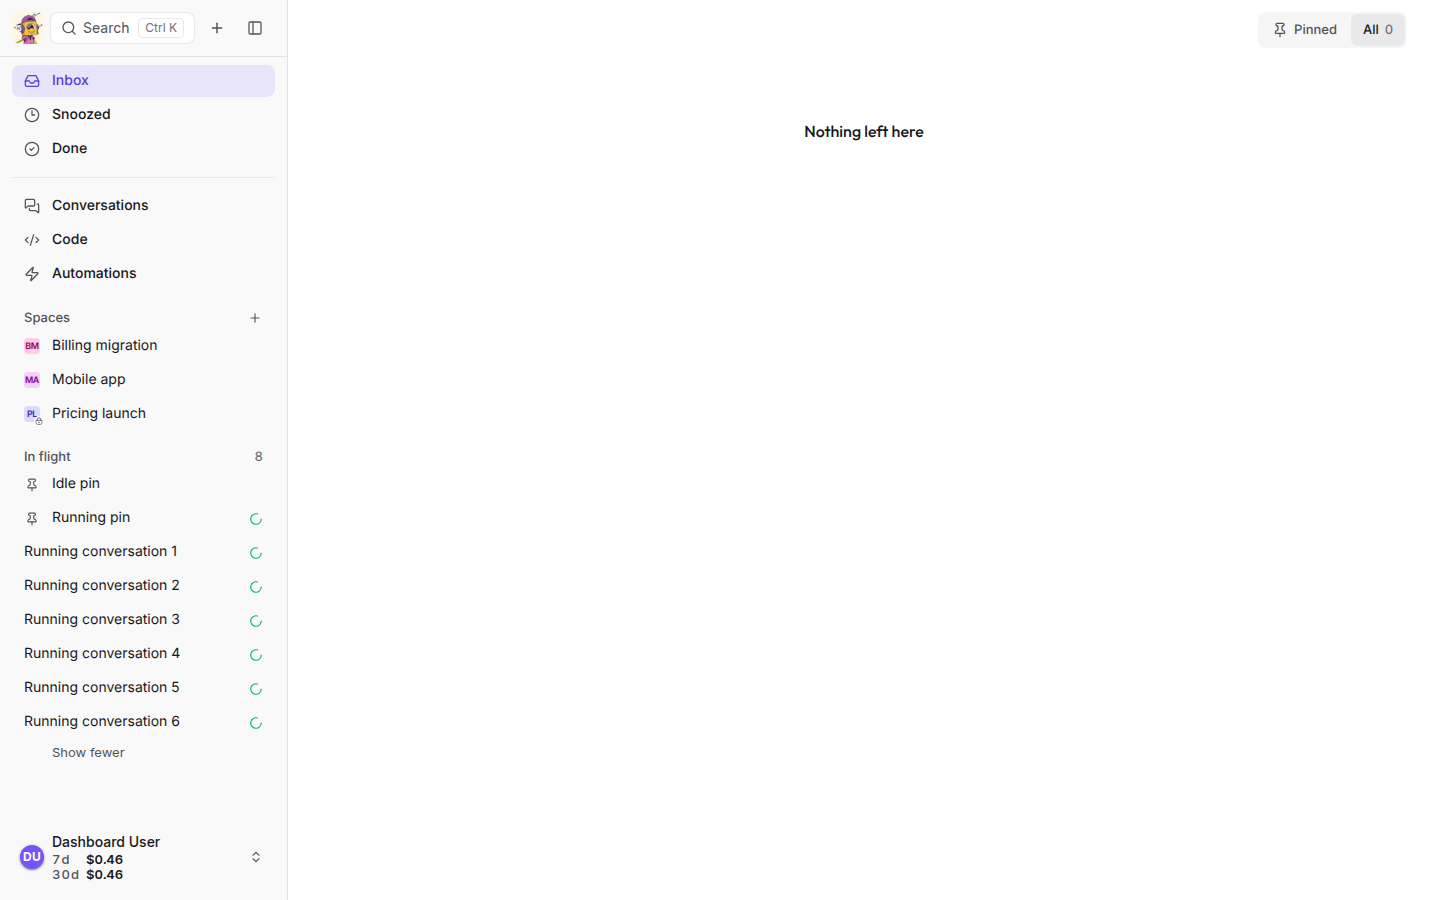 Search Ctrl K
Pinned
All 0
Inbox
Snoozed
Done
Nothing left here
Conversations
Code
Automations
Spaces
BM Billing migration
MA Mobile app
PL Pricing launch
In flight 8
Idle pin
Running pin
Running conversation 1
Running conversation 2
Running conversation 3
Running conversation 4
Running conversation 5
Running conversation 6
Show fewer
DU
Dashboard User
7d $0.46
30d $0.46